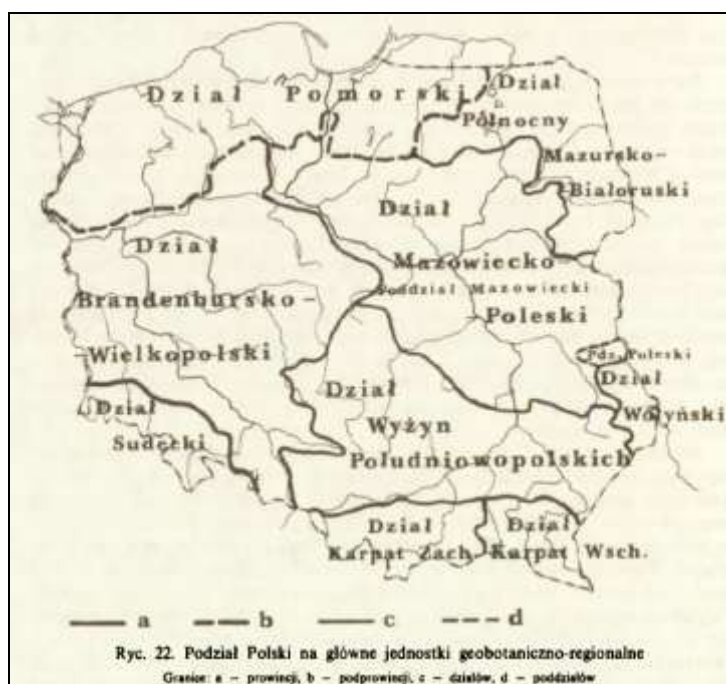 Dział Pomorski
Dział
Północny
Mazursko-
Białoruski
Dział
Mazowiecko-
Poddział Mazowiecki
Poleski
Dział
Brandenbursko-
-Wielkopolski
Pdz. Poleski
Dział
Wołyński
Dział
Wyżyn
Południowopolskich
Dział
Sudecki
Dział
Karpat Zach.
Dział
Karpat Wsch.
a b c d
Ryc. 22. Podział Polski na główne jednostki geobotaniczno-regionalne
Granice: a – prowincji, b – podprowincji, c – działów, d – poddziałów